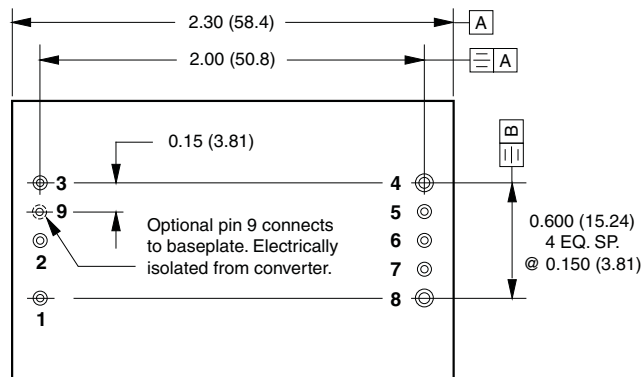 2.30 (58.4)
A
2.00 (50.8)
A
0.15 (3.81)
B
3
4
9
5
Optional pin 9 connects
to baseplate. Electrically
isolated from converter.
0.600 (15.24)
4 EQ. SP.
@ 0.150 (3.81)
2
6
7
1
8